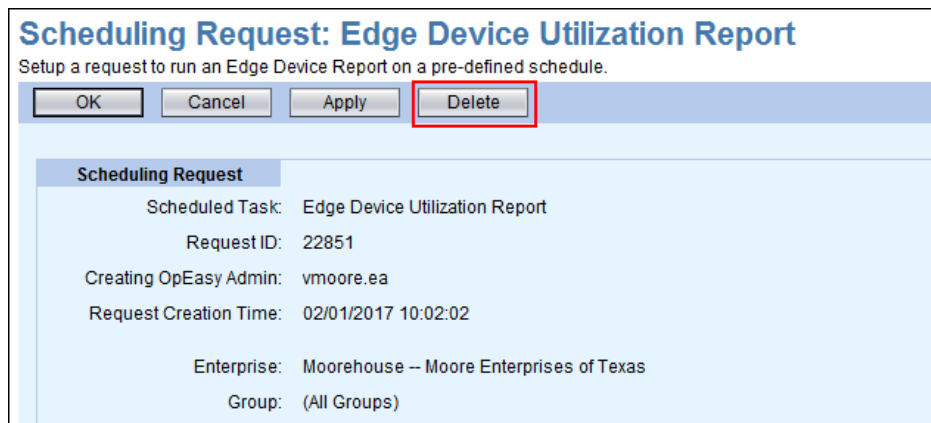 Scheduling Request: Edge Device Utilization Report
Setup a request to run an Edge Device Report on a pre-defined schedule.
OK Cancel Apply Delete
Scheduling Request
Scheduled Task: Edge Device Utilization Report
Request ID: 22851
Creating OpEasy Admin: vmoore.ea
Request Creation Time: 02/01/2017 10:02:02
Enterprise: Moorehouse -- Moore Enterprises of Texas
Group: (All Groups)